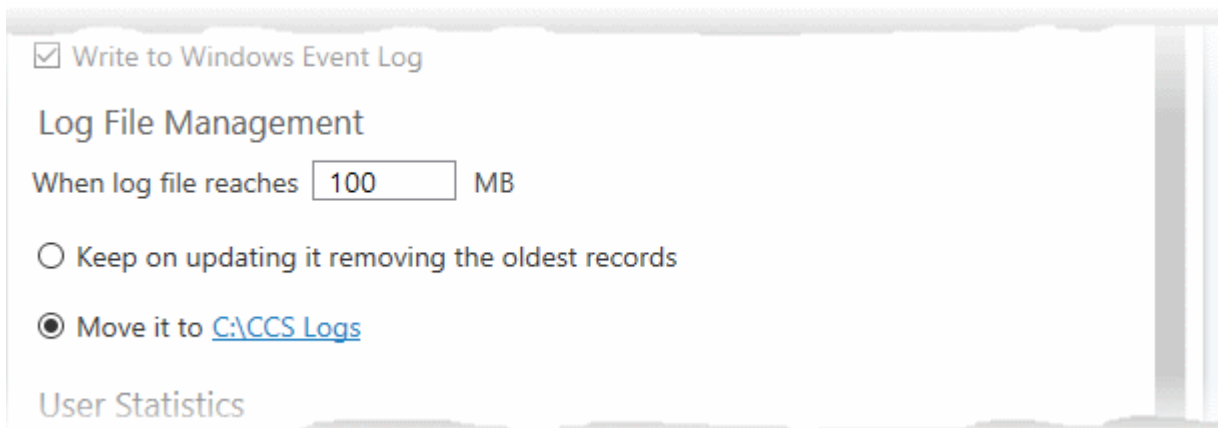 Write to Windows Event Log
Log File Management
When log file reaches 100 MB
Keep on updating it removing the oldest records
Move it to C:\CCS Logs
User Statistics